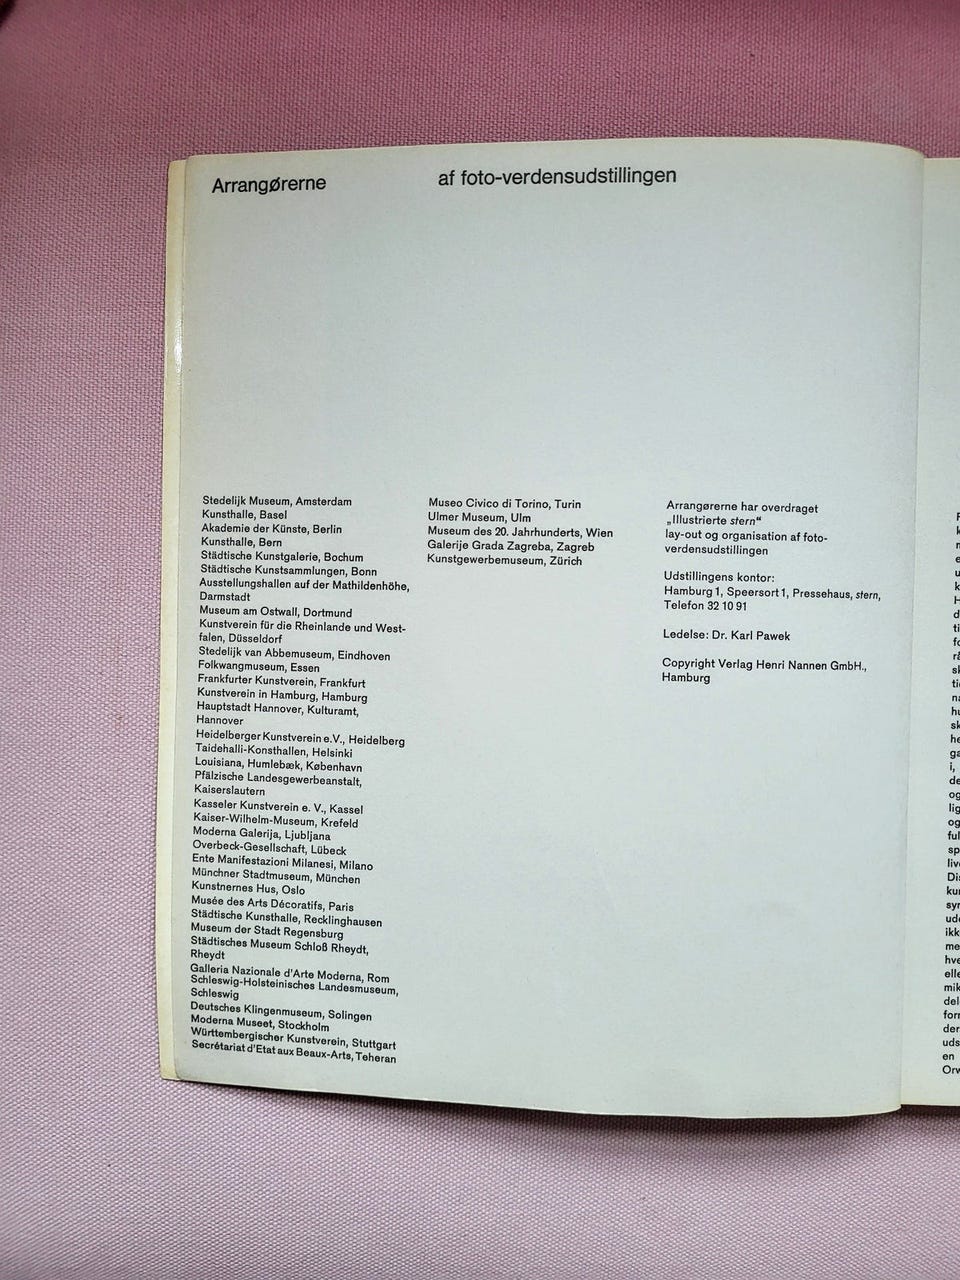 Arrangørerne af foto-verdensudstillingen
Stedelijk Museum, Amsterdam
Kunsthalle, Basel
Akademie der Künste, Berlin
Kunsthalle, Bern
Städtische Kunstgalerie, Bochum
Städtische Kunstsammlungen, Bonn
Ausstellungshallen auf der Mathildenhöhe,
Darmstadt
Museum am Ostwall, Dortmund
Kunstverein für die Rheinlande und West-
falen, Düsseldorf
Stedelijk van Abbemuseum, Eindhoven
Folkwangmuseum, Essen
Frankfurter Kunstverein, Frankfurt
Kunstverein in Hamburg, Hamburg
Hauptstadt Hannover, Kulturamt,
Hannover
Heidelberger Kunstverein e.V., Heidelberg
Taidehalli-Konsthallen, Helsinki
Louisiana, Humlebæk, København
Pfälzische Landesgewerbeanstalt,
Kaiserslautern
Kasseler Kunstverein e. V., Kassel
Kaiser-Wilhelm-Museum, Krefeld
Moderna Galerija, Ljubljana
Overbeck-Gesellschaft, Lübeck
Ente Manifestazioni Milanesi, Milano
Münchner Stadtmuseum, München
Kunstnernes Hus, Oslo
Musée des Arts Décoratifs, Paris
Städtische Kunsthalle, Recklinghausen
Museum der Stadt Regensburg
Städtisches Museum Schloß Rheydt,
Rheydt
Galleria Nazionale d'Arte Moderna, Rom
Schleswig-Holsteinisches Landesmuseum,
Schleswig
Deutsches Klingenmuseum, Solingen
Moderna Museet, Stockholm
Württembergischer Kunstverein, Stuttgart
Secrétariat d'Etat aux Beaux-Arts, Teheran
Museo Civico di Torino, Turin
Ulmer Museum, Ulm
Museum des 20. Jahrhunderts, Wien
Galerije Grada Zagreba, Zagreb
Kunstgewerbemuseum, Zürich
Arrangørerne har overdraget
„Illustrierte stern“
lay-out og organisation af foto-
verdensudstillingen
Udstillingens kontor:
Hamburg 1, Speersort 1, Pressehaus, stern,
Telefon 32 10 91
Ledelse: Dr. Karl Pawek
Copyright Verlag Henri Nannen GmbH.,
Hamburg